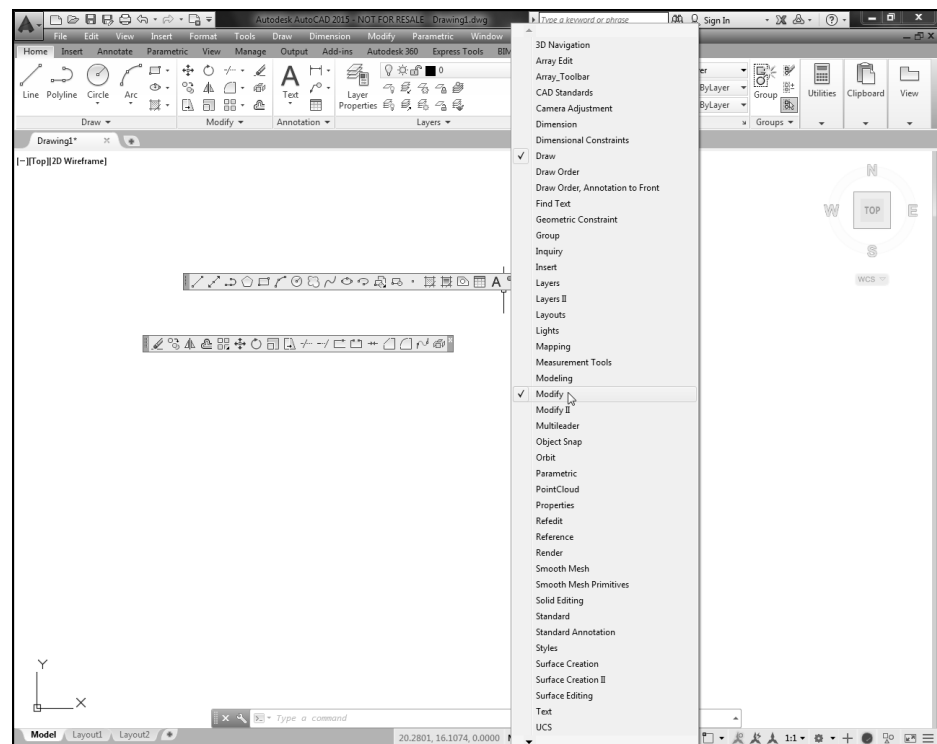 Autodesk AutoCAD 2015 - NOT FOR RESALE Drawing1.dwg
Type a keyword or phrase
Sign In
File Edit View Insert Format Tools Draw Dimension Modify Parametric Window
Home Insert Annotate Parametric View Manage Output Add-ins Autodesk 360 Express Tools BIM
Line Polyline Circle Arc
Draw
Modify
Text
Annotation
Layer Properties
0
Layers
ByLayer
ByLayer
Group
Groups
Utilities
Clipboard
View
Drawing1*
[−][Top][2D Wireframe]
3D Navigation
Array Edit
Array_Toolbar
CAD Standards
Camera Adjustment
Dimension
Dimensional Constraints
Draw
Draw Order
Draw Order, Annotation to Front
Find Text
Geometric Constraint
Group
Inquiry
Insert
Layers
Layers II
Layouts
Lights
Mapping
Measurement Tools
Modeling
Modify
Modify II
Multileader
Object Snap
Orbit
Parametric
PointCloud
Properties
Refedit
Reference
Render
Smooth Mesh
Smooth Mesh Primitives
Solid Editing
Standard
Standard Annotation
Styles
Surface Creation
Surface Creation II
Surface Editing
Text
UCS
N
W
TOP
E
S
WCS
A
Y
X
Type a command
Model Layout1 Layout2
20.2801, 16.1074, 0.0000
1:1